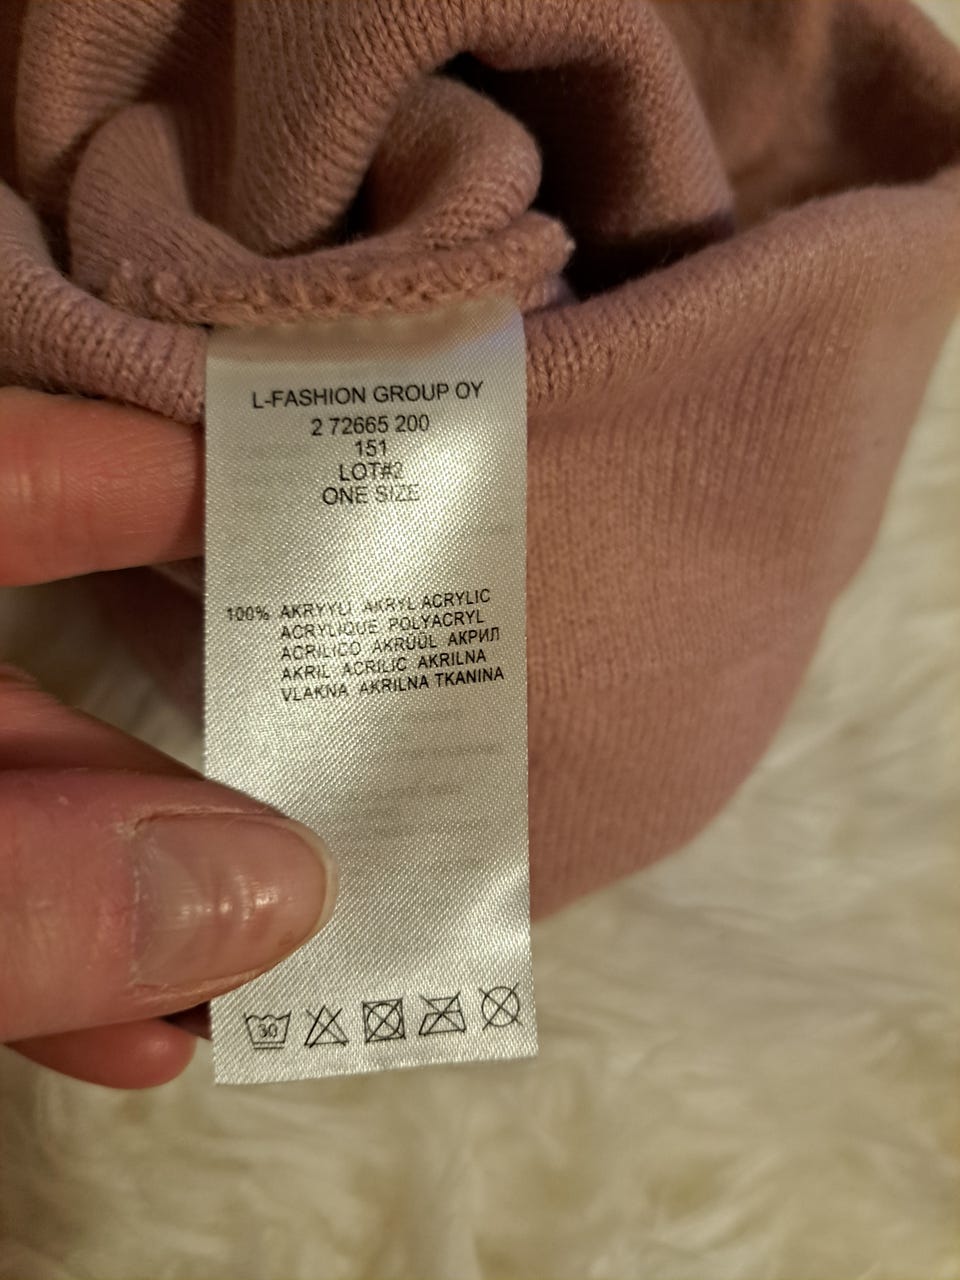 L-FASHION GROUP OY
2 72665 200
151
LOT#2
ONE SIZE
100% AKRYYLI AKRYL ACRYLIC
ACRYLIQUE POLYACRYL
ACRILICO AKRÜÜL АКРИЛ
AKRIL ACRILIC AKRILNA
VLAKNA AKRILNA TKANINA
30